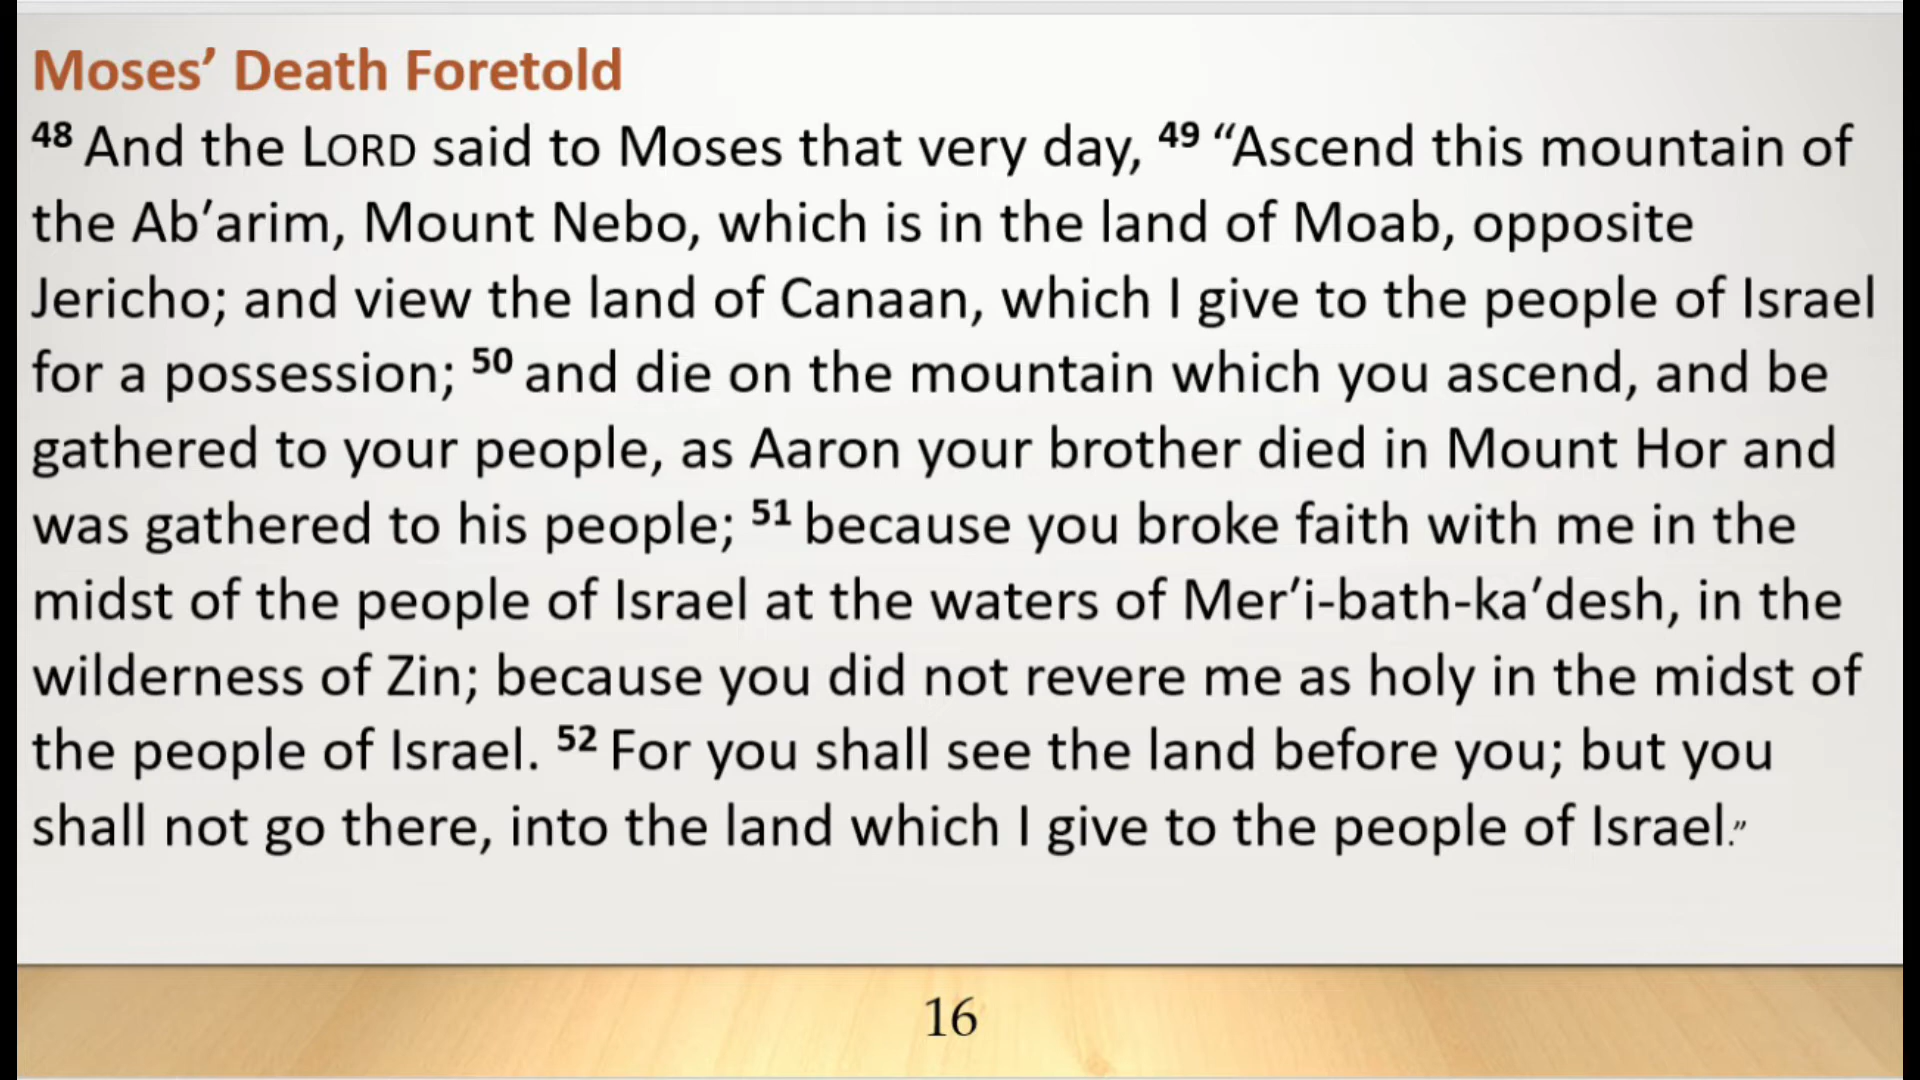 Moses’ Death Foretold
48 And the LORD said to Moses that very day, 49 “Ascend this mountain of
the Ab′arim, Mount Nebo, which is in the land of Moab, opposite
Jericho; and view the land of Canaan, which I give to the people of Israel
for a possession; 50 and die on the mountain which you ascend, and be
gathered to your people, as Aaron your brother died in Mount Hor and
was gathered to his people; 51 because you broke faith with me in the
midst of the people of Israel at the waters of Mer′i-bath-ka′desh, in the
wilderness of Zin; because you did not revere me as holy in the midst of
the people of Israel. 52 For you shall see the land before you; but you
shall not go there, into the land which I give to the people of Israel.”
16